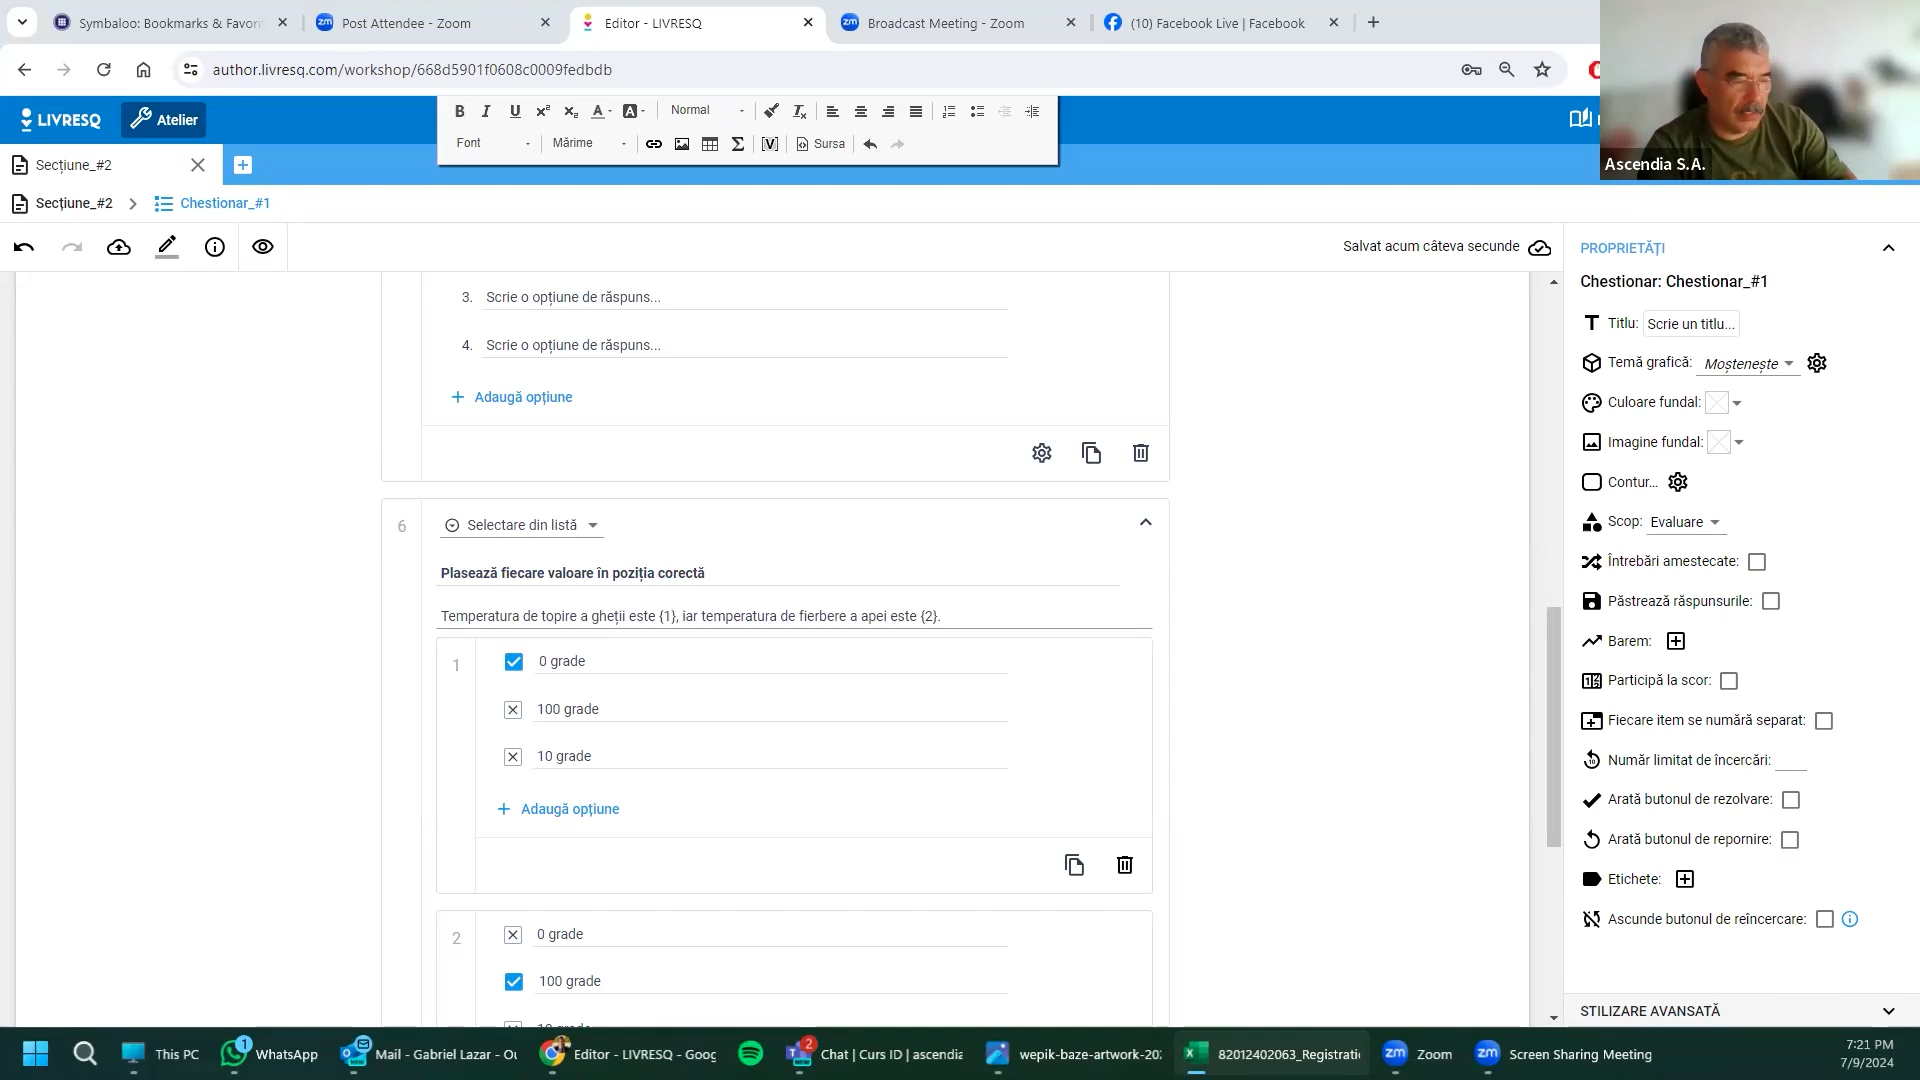 Symbaloo: Bookmarks & Favori
Post Attendee - Zoom
Editor - LIVRESQ
Broadcast Meeting - Zoom
(10) Facebook Live | Facebook
author.livresq.com/workshop/668d5901f0608c0009fedbdb
LIVRESQ
Atelier
Normal
Font
Mărime
Sursa
Ascendia S.A.
Secțiune_#2
Secțiune_#2
Chestionar_#1
Salvat acum câteva secunde
3. Scrie o opțiune de răspuns...
4. Scrie o opțiune de răspuns...
Adaugă opțiune
6
Selectare din listă
Plasează fiecare valoare în poziția corectă
Temperatura de topire a gheții este {1}, iar temperatura de fierbere a apei este {2}.
1
0 grade
100 grade
10 grade
Adaugă opțiune
2
0 grade
100 grade
PROPRIETĂȚI
Chestionar: Chestionar_#1
Titlu: Scrie un titlu...
Temă grafică: Moștenește
Culoare fundal:
Imagine fundal:
Contur...
Scop: Evaluare
Întrebări amestecate:
Păstrează răspunsurile:
Barem:
Participă la scor:
Fiecare item se numără separat:
Număr limitat de încercări:
Arată butonul de rezolvare:
Arată butonul de repornire:
Etichete:
Ascunde butonul de reîncercare:
STILIZARE AVANSATĂ
This PC
1
WhatsApp
Mail - Gabriel Lazar - Ou
Editor - LIVRESQ - Goog
2
Chat | Curs ID | ascendia
wepik-baze-artwork-202
82012402063_Registrati
Zoom
Screen Sharing Meeting
7:21 PM
7/9/2024